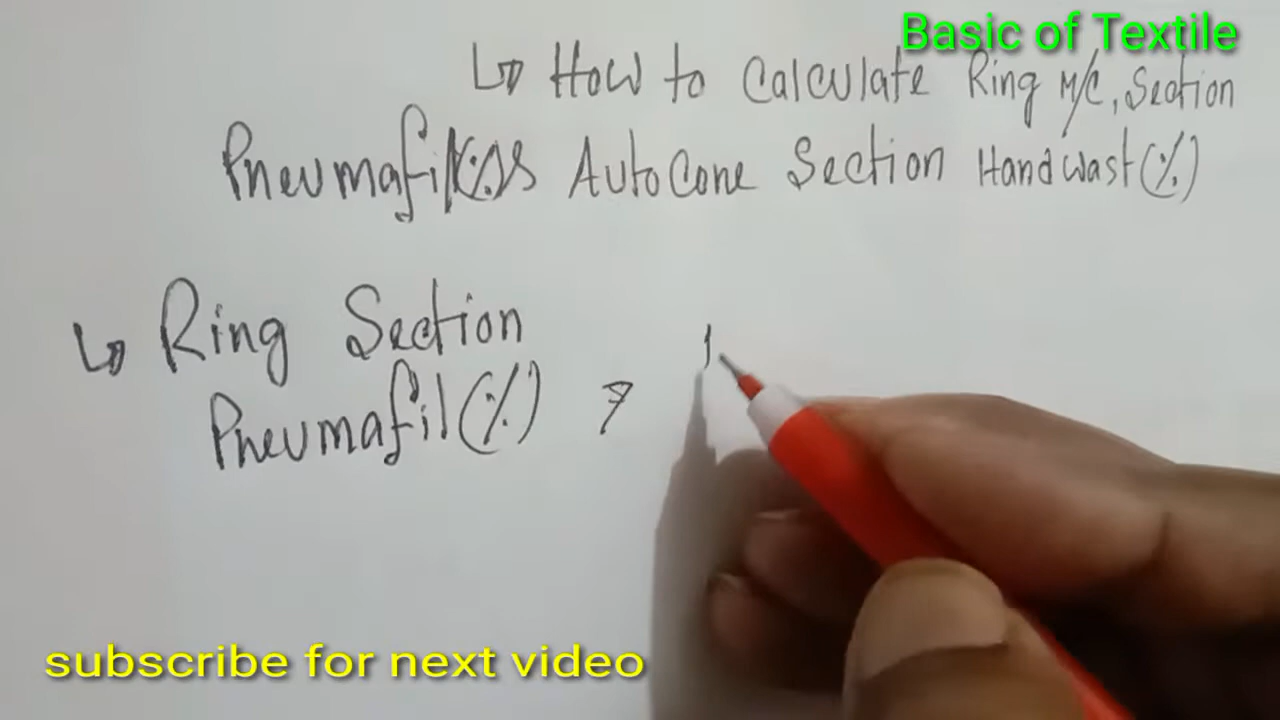 Basic of Textile
↳ How to Calculate Ring M/C, Section
Pneumafil(%) & AutoCone Section Handwast(%)
↳ Ring Section
Pneumafil(%) →
subscribe for next video